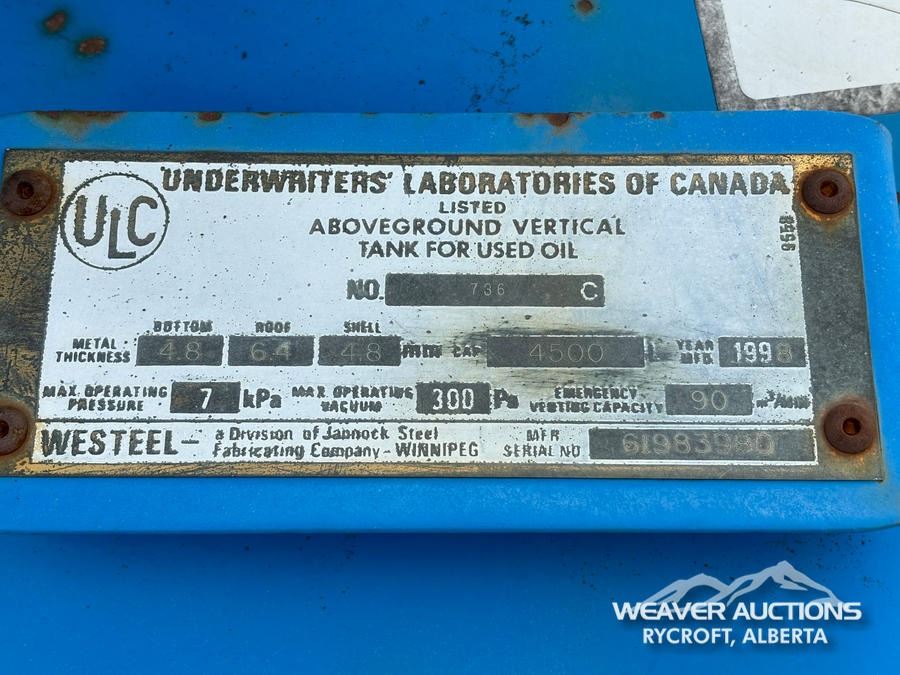 ULC
UNDERWRITERS' LABORATORIES OF CANADA
LISTED
ABOVEGROUND VERTICAL
TANK FOR USED OIL
NO. 736 C
BOTTOM ROOF SHELL
METAL THICKNESS 4.8 6.4 4.8 mm CAP 4500 L YEAR MFD. 1998
MAX. OPERATING PRESSURE 7 kPa MAX. OPERATING VACUUM 300 Pa EMERGENCY VENTING CAPACITY 90 m³/min
WESTEEL - a Division of Jannock Steel
Fabricating Company - WINNIPEG
MFR
SERIAL NO
WEAVER AUCTIONS
RYCROFT, ALBERTA